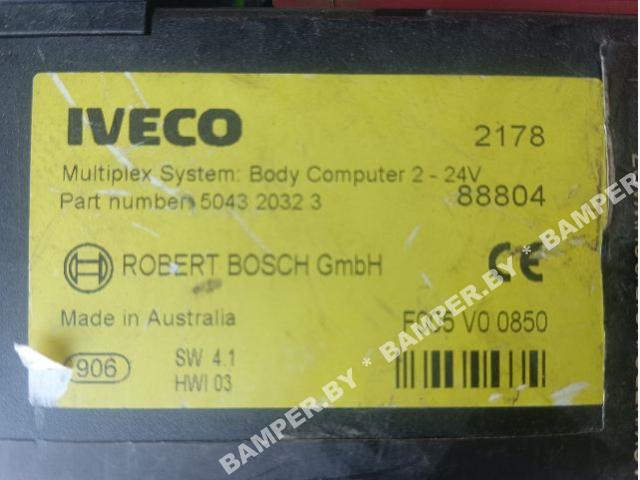 IVECO 2178
Multiplex System: Body Computer 2 - 24V
Part number: 5043 2032 3 88804
ROBERT BOSCH GmbH CE
Made in Australia F005 V0 0850
906 SW 4.1
HWI 03
BAMPER.BY * BAMPER.BY * BAMPER.BY